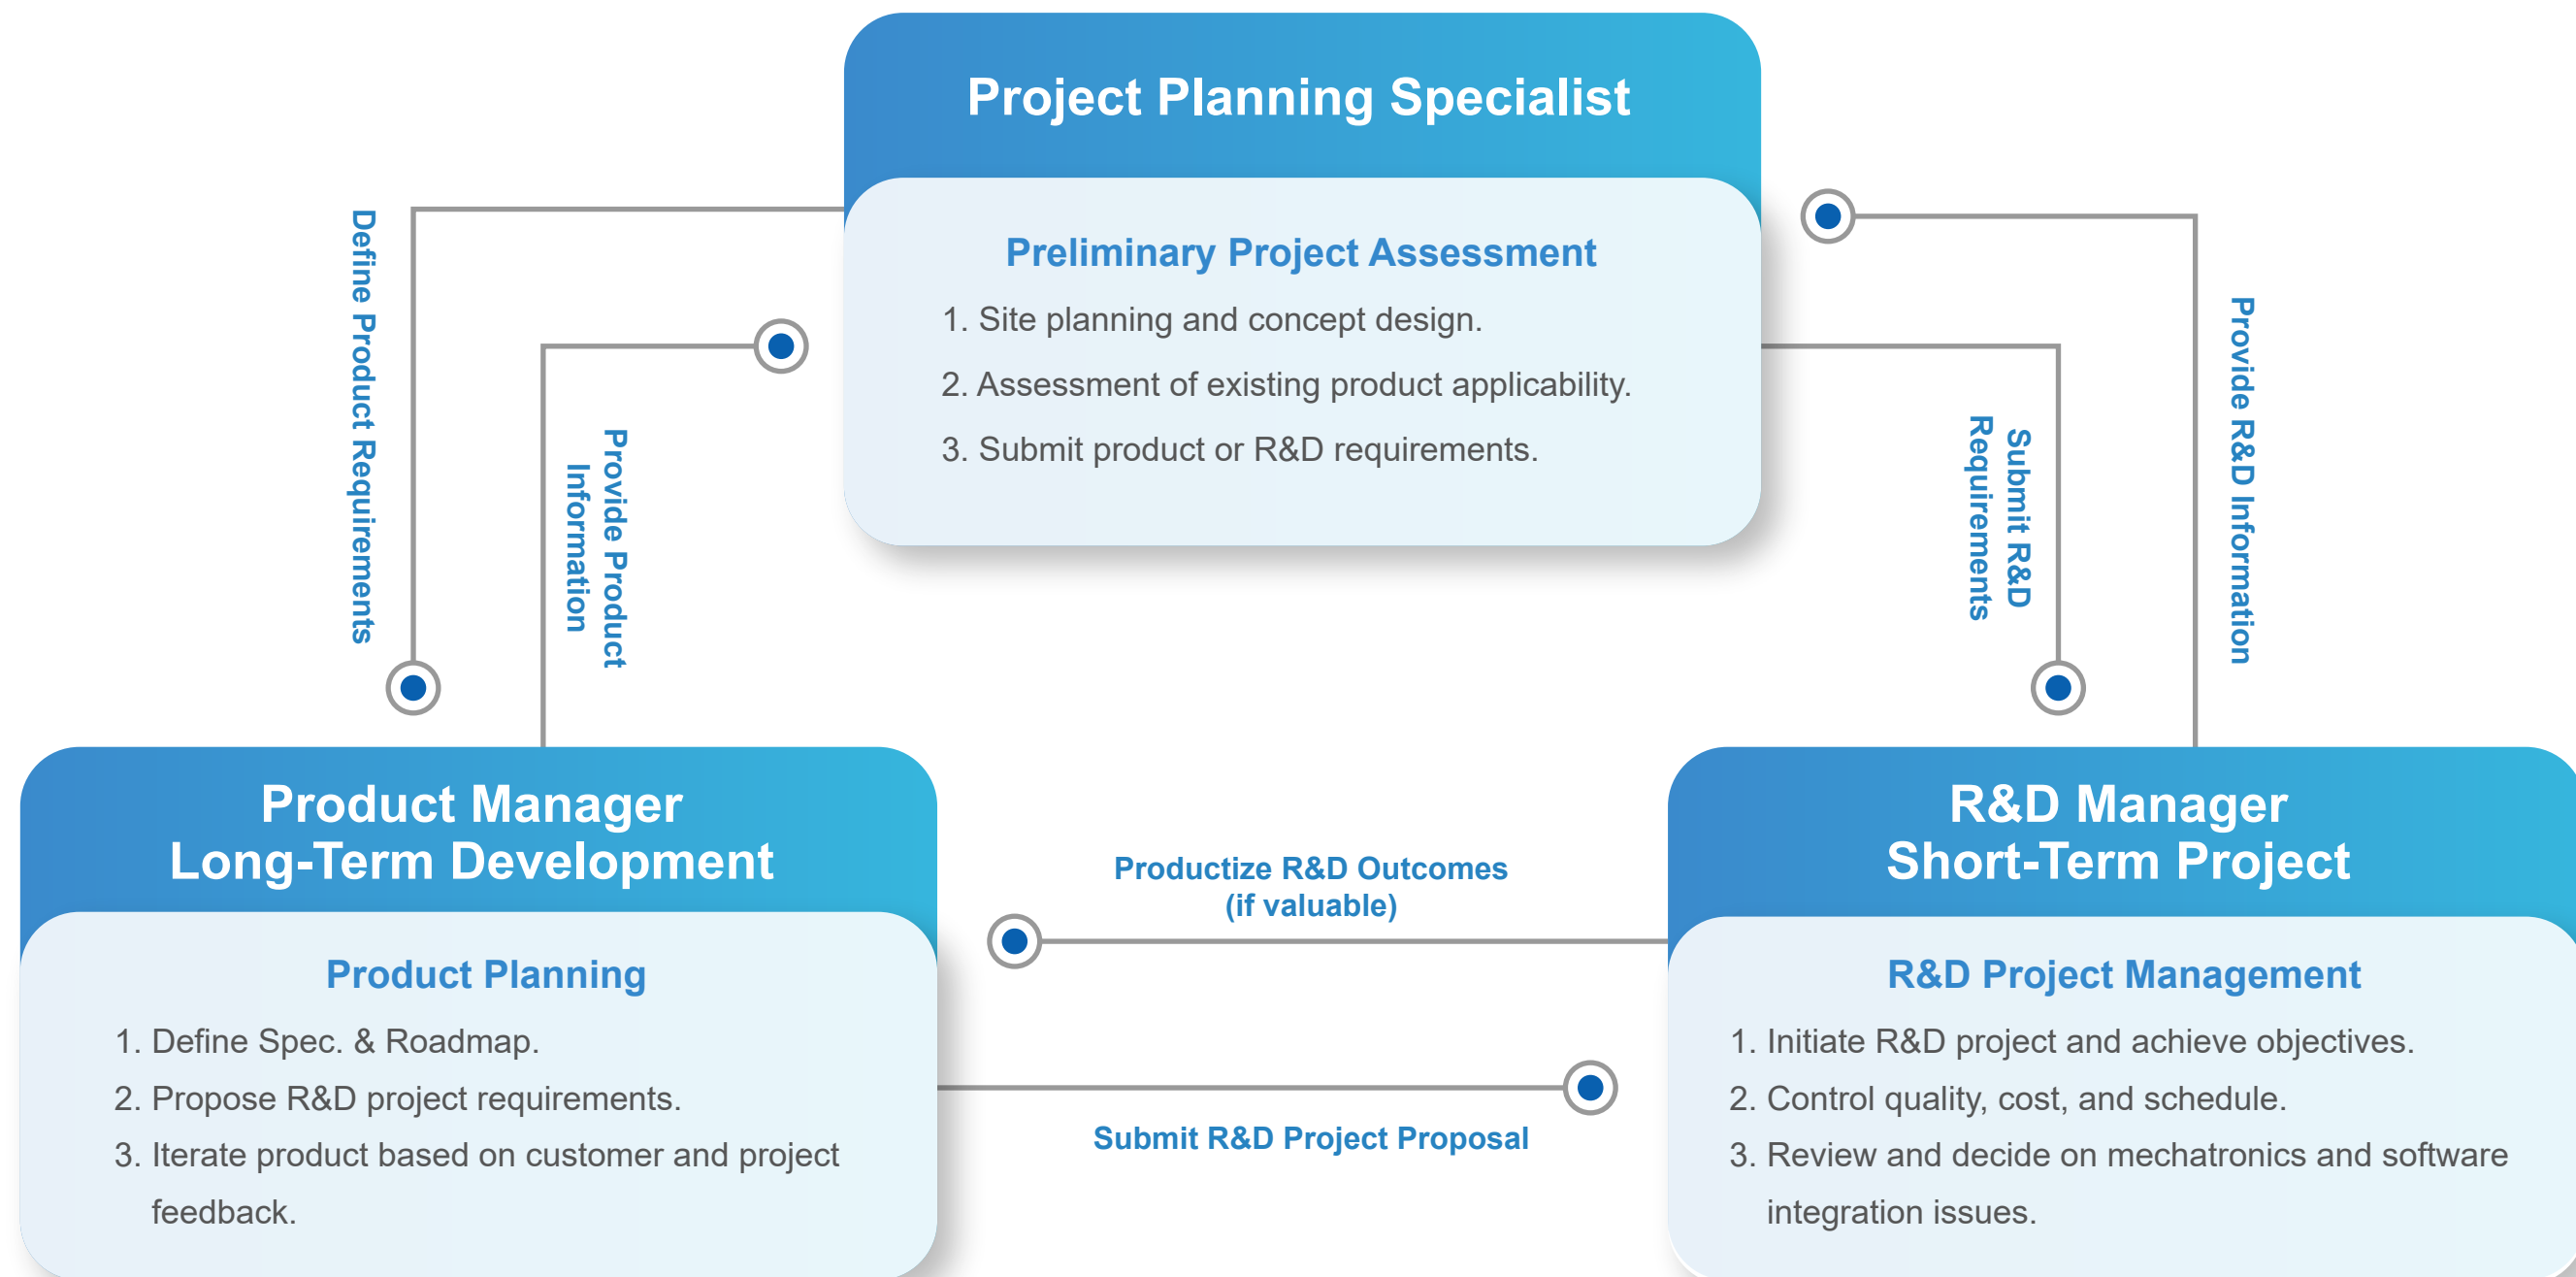 Project Planning Specialist
Preliminary Project Assessment
1. Site planning and concept design.
2. Assessment of existing product applicability.
3. Submit product or R&D requirements.
Define Product Requirements
Provide Product
Information
Submit R&D
Requirements
Provide R&D Information
Product Manager
Long-Term Development
Product Planning
1. Define Spec. & Roadmap.
2. Propose R&D project requirements.
3. Iterate product based on customer and project
feedback.
Productize R&D Outcomes
(if valuable)
Submit R&D Project Proposal
R&D Manager
Short-Term Project
R&D Project Management
1. Initiate R&D project and achieve objectives.
2. Control quality, cost, and schedule.
3. Review and decide on mechatronics and software
integration issues.